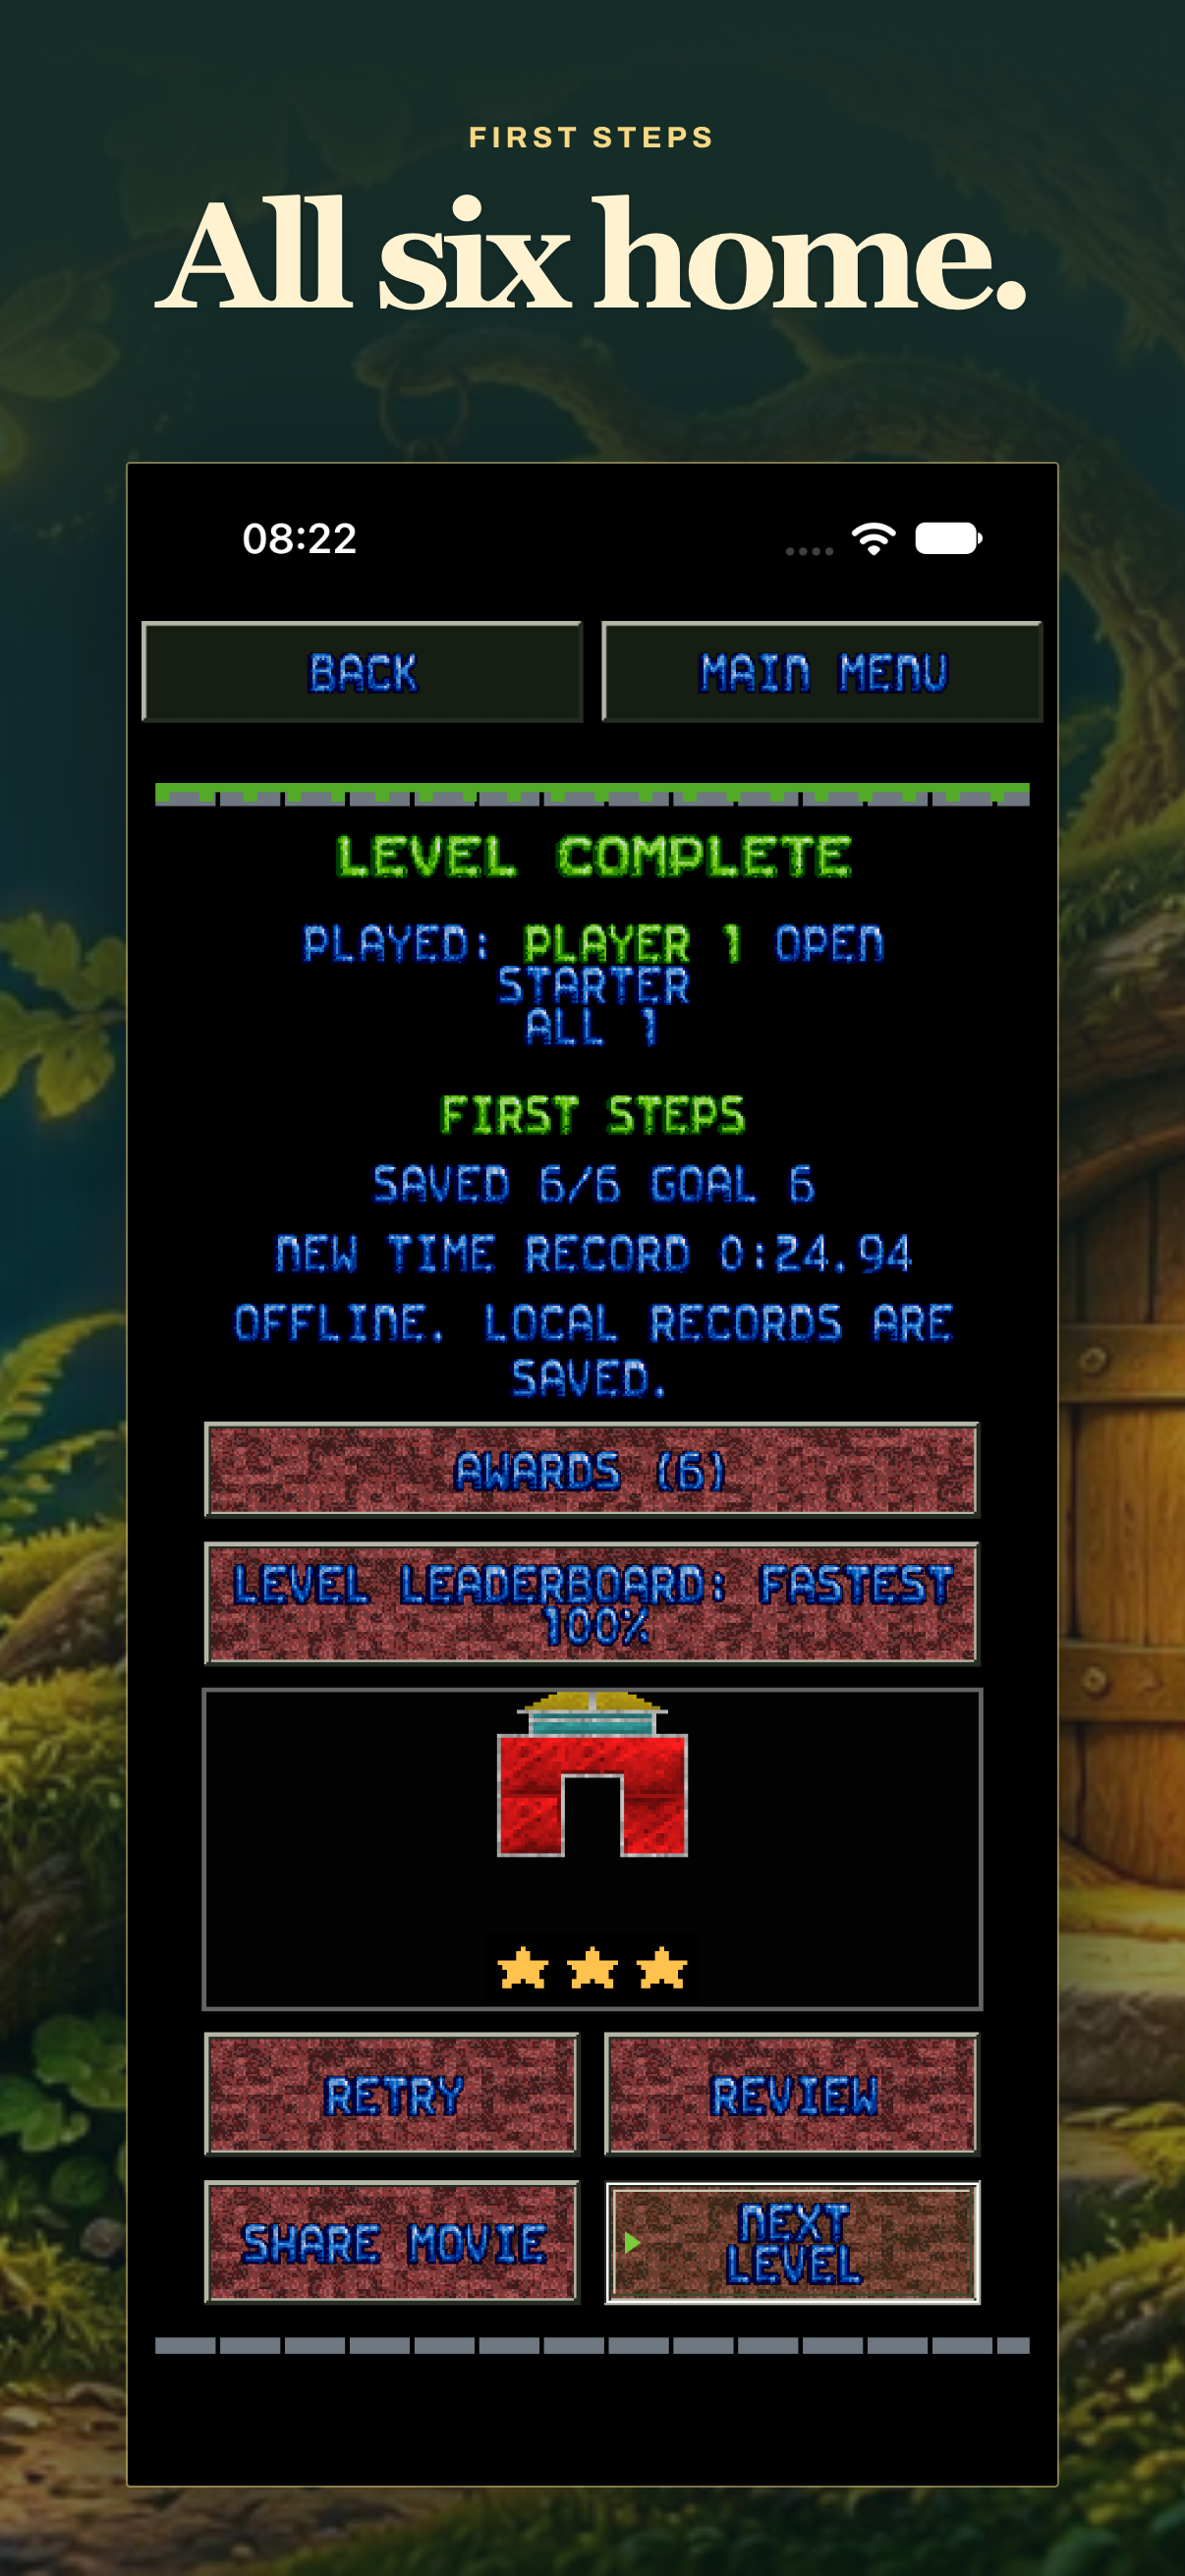 FIRST STEPS
All six home.
08:22
BACK
MAIN MENU
LEVEL COMPLETE
PLAYED: PLAYER 1 OPEN
STARTER
ALL 1
FIRST STEPS
SAVED 6/6 GOAL 6
NEW TIME RECORD 0:24.94
OFFLINE. LOCAL RECORDS ARE
SAVED.
AWARDS (6)
LEVEL LEADERBOARD: FASTEST
100%
RETRY
REVIEW
SHARE MOVIE
NEXT
LEVEL